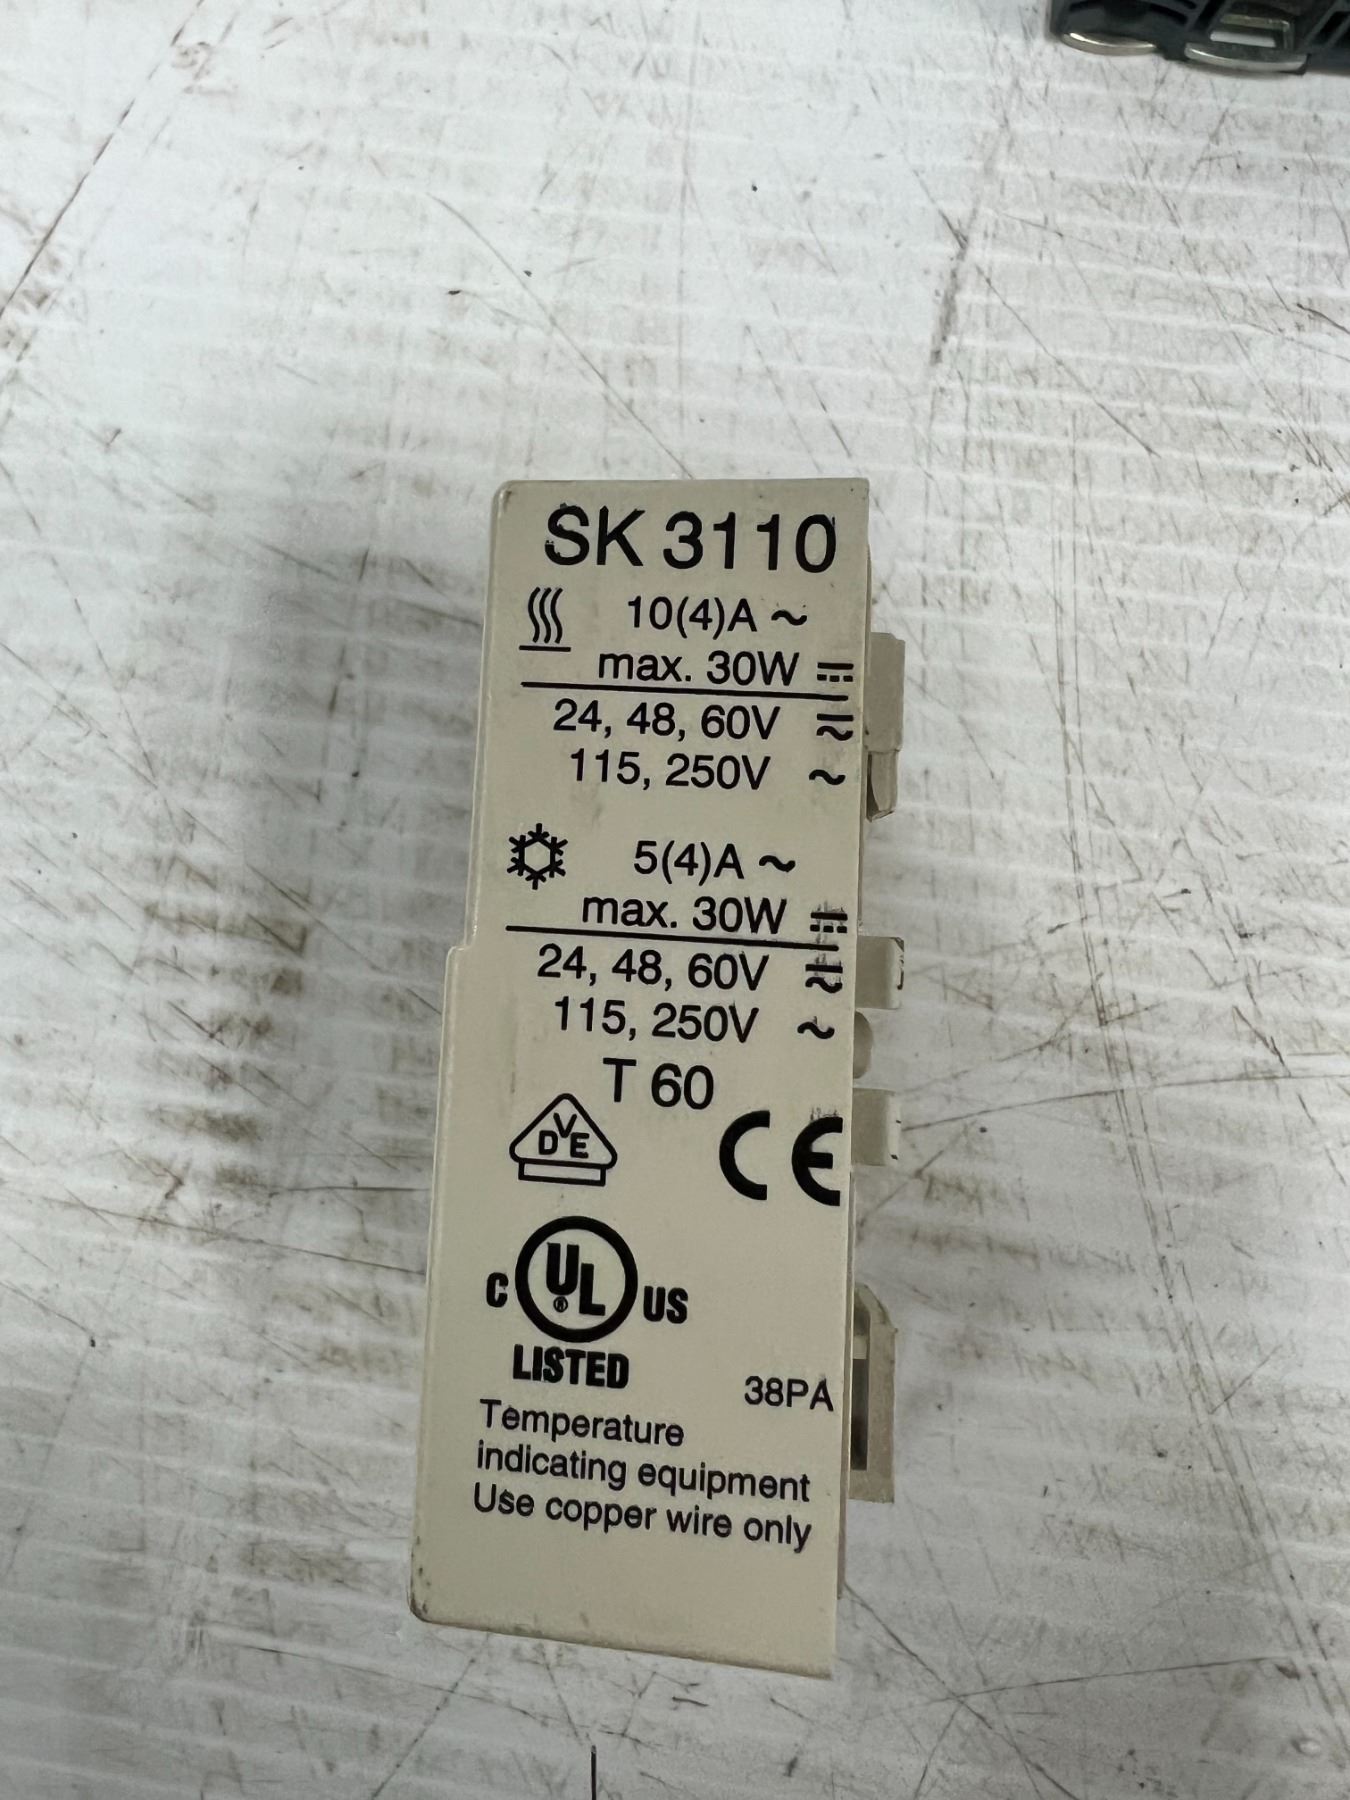 SK 3110
10(4)A ~
max. 30W ⎓
24, 48, 60V ⎓~
115, 250V ~
5(4)A ~
max. 30W ⎓
24, 48, 60V ⎓~
115, 250V ~
T 60
DVE CE
C UL® US
LISTED
38PA
Temperature
indicating equipment
Use copper wire only